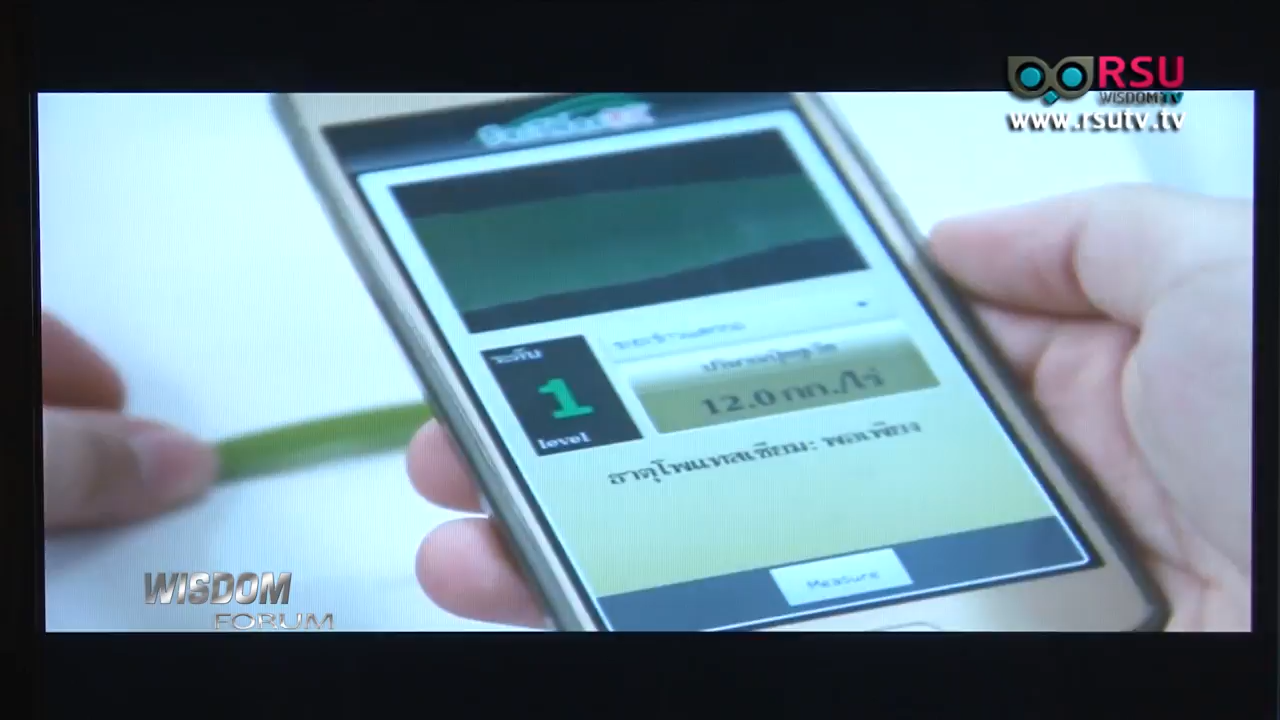 RSU
WISDOM TV
www.rsutv.tv
ระดับ
1
level
12.0 กก./ไร่
ธาตุโพแทสเซียม: พอเพียง
Measure
WISDOM
FORUM